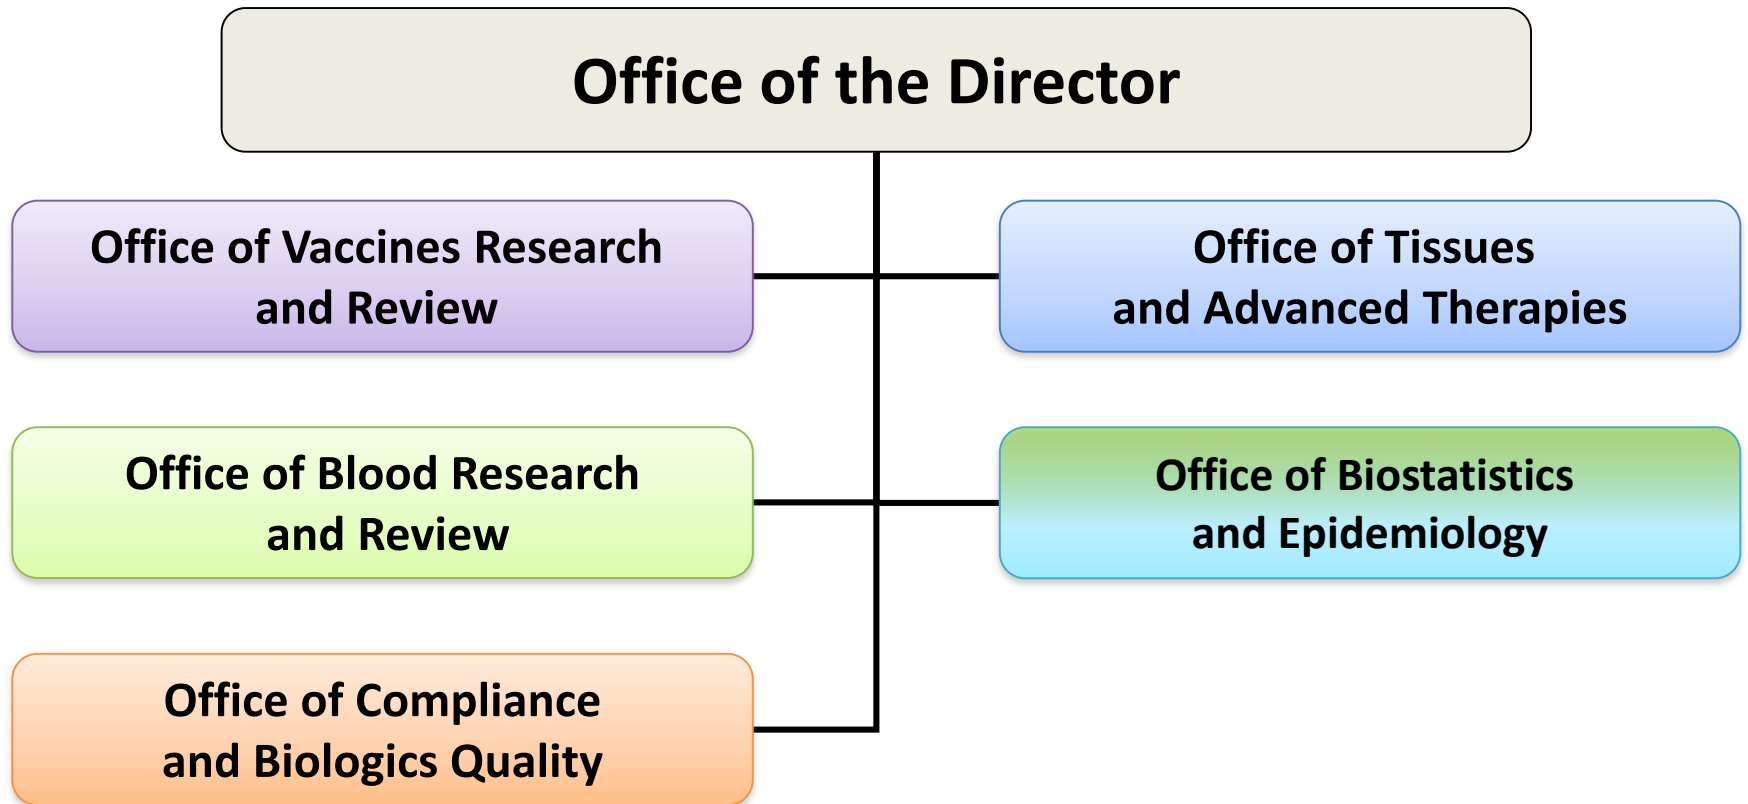 Office of the Director
Office of Vaccines Research
and Review
Office of Tissues
and Advanced Therapies
Office of Blood Research
and Review
Office of Biostatistics
and Epidemiology
Office of Compliance
and Biologics Quality